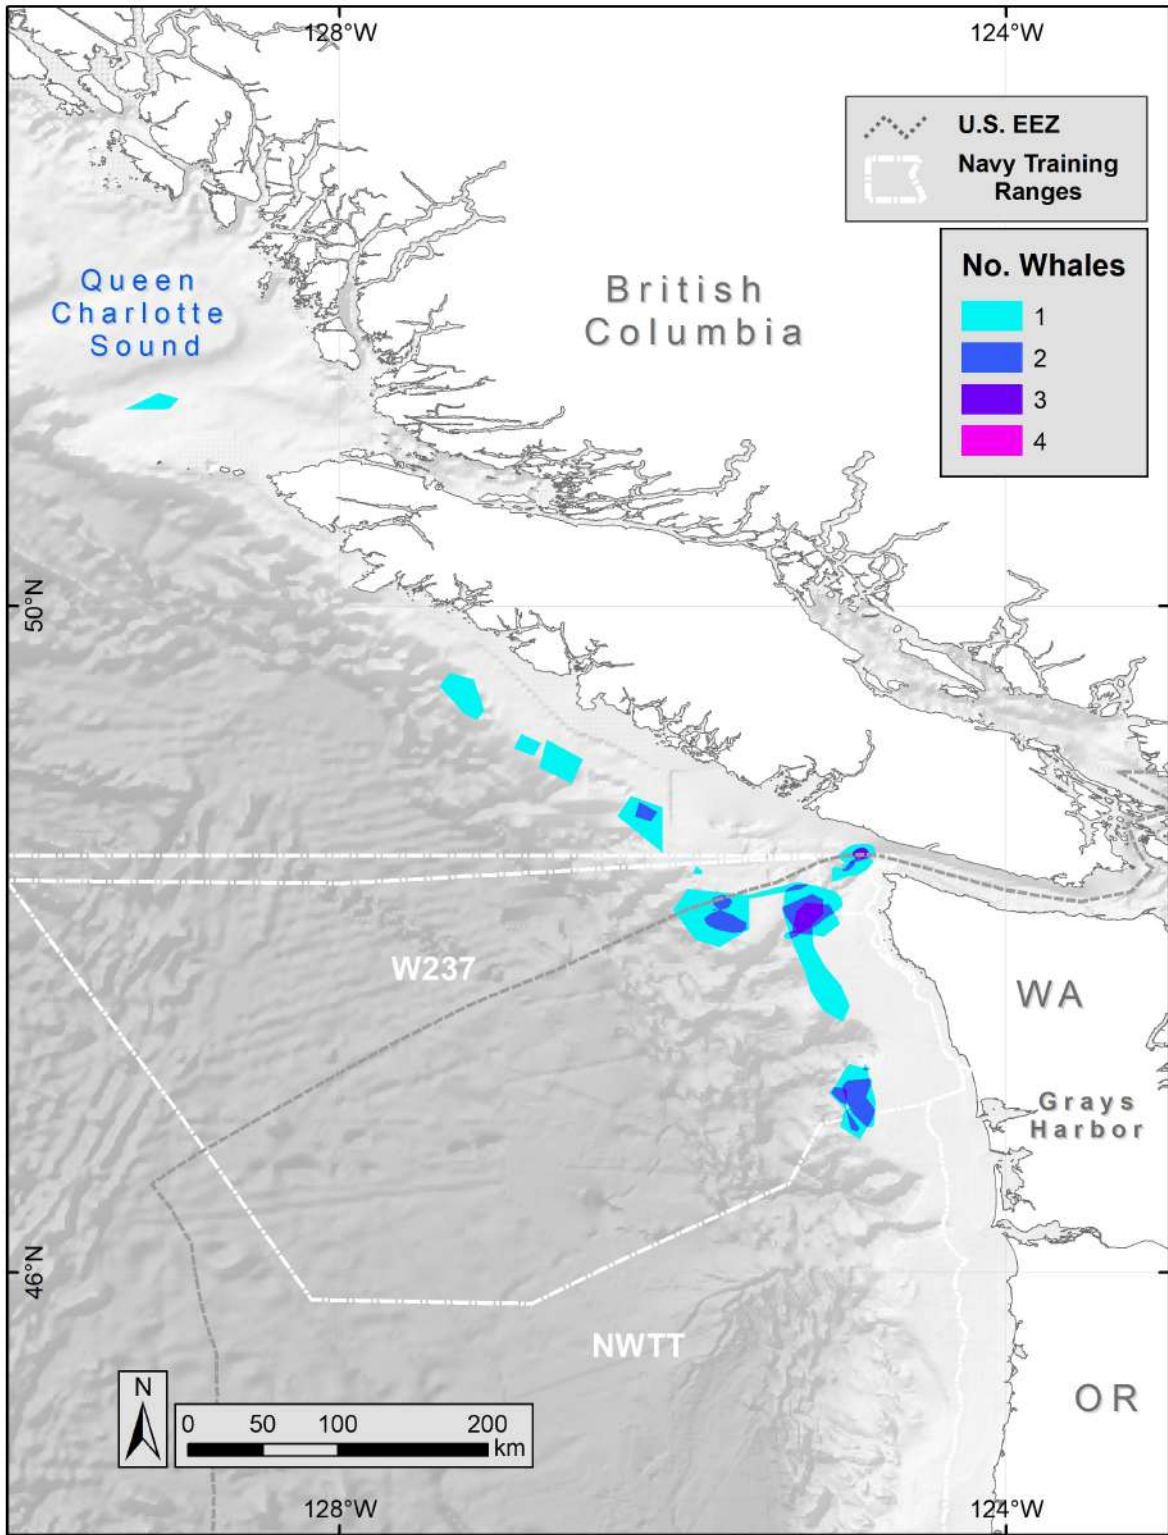 128°W
124°W
U.S. EEZ
Navy Training
Ranges
No. Whales
1
2
3
4
Queen
Charlotte
Sound
British
Columbia
50°N
W237
WA
Grays
Harbor
46°N
NWTT
OR
N
0 50 100 200
km
128°W
124°W